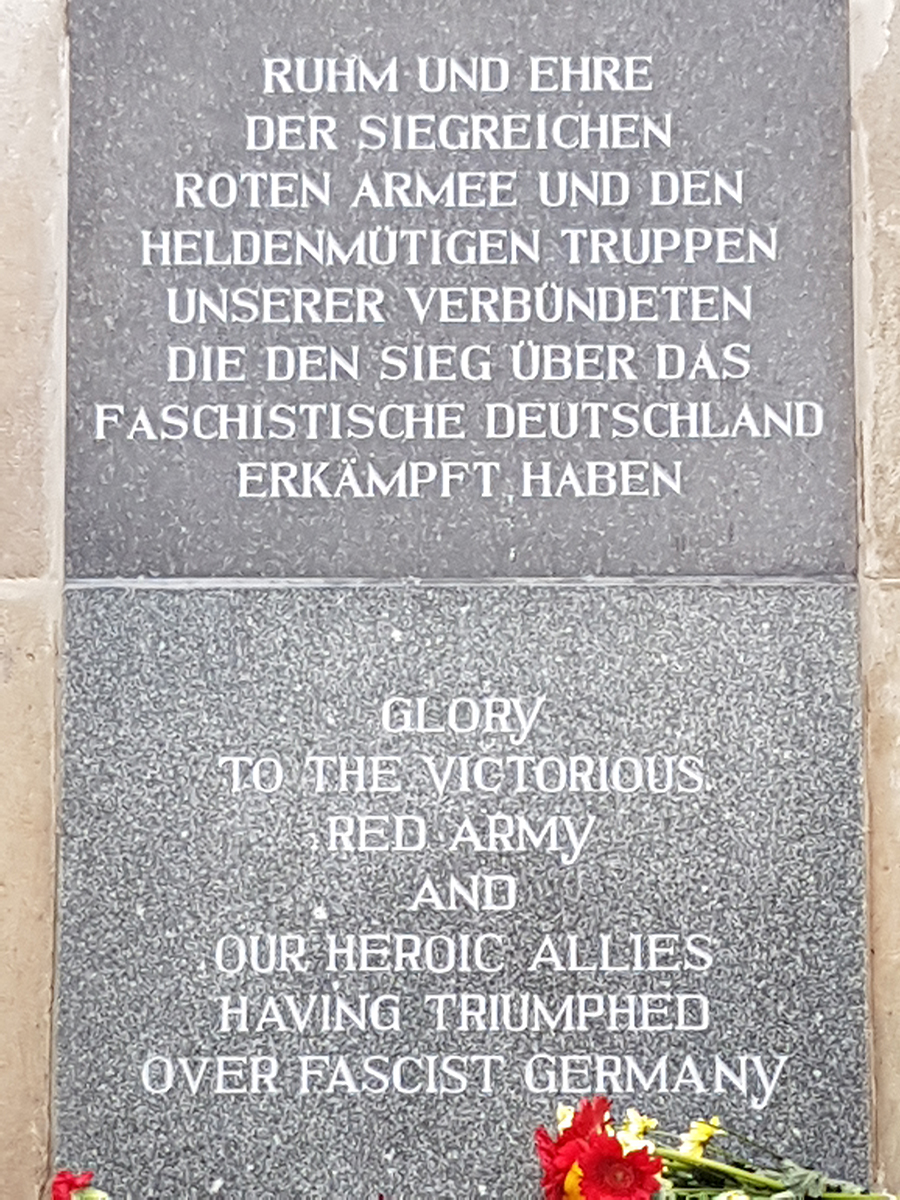 RUHM UND EHRE
DER SIEGREICHEN
ROTEN ARMEE UND DEN
HELDENMÜTIGEN TRUPPEN
UNSERER VERBÜNDETEN
DIE DEN SIEG ÜBER DAS
FASCHISTISCHE DEUTSCHLAND
ERKÄMPFT HABEN
GLORY
TO THE VICTORIOUS
RED ARMY
AND
OUR HEROIC ALLIES
HAVING TRIUMPHED
OVER FASCIST GERMANY